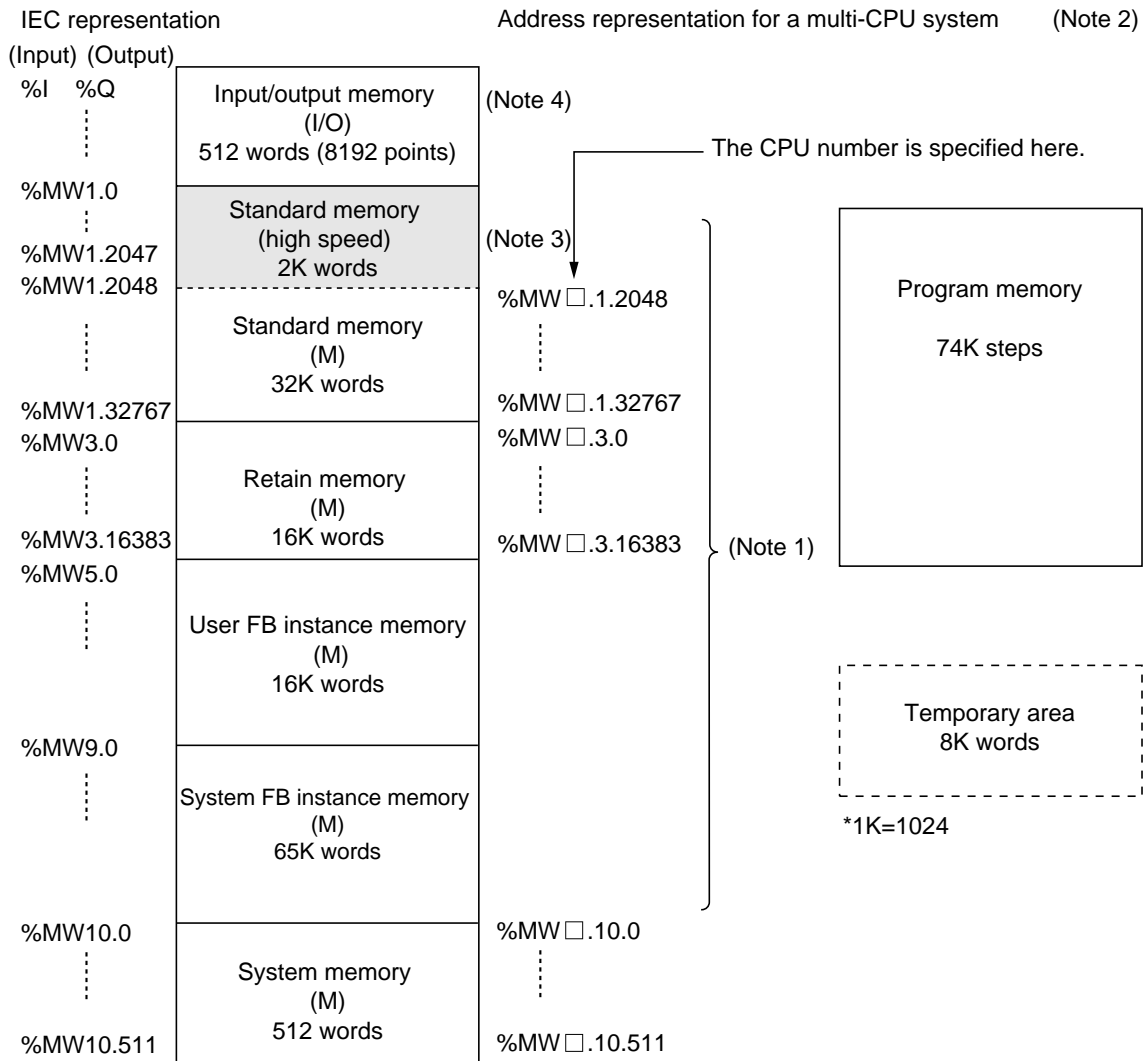 IEC representation
Address representation for a multi-CPU system (Note 2)
(Input) (Output)
%I %Q
Input/output memory
(I/O)
512 words (8192 points)
(Note 4)
The CPU number is specified here.
%MW1.0
Standard memory
(high speed)
2K words
(Note 3)
%MW1.2047
%MW1.2048
%MW □.1.2048
Standard memory
(M)
32K words
%MW1.32767
%MW □.1.32767
%MW3.0
%MW □.3.0
Retain memory
(M)
16K words
%MW3.16383
%MW □.3.16383
(Note 1)
%MW5.0
User FB instance memory
(M)
16K words
%MW9.0
System FB instance memory
(M)
65K words
%MW10.0
%MW □.10.0
System memory
(M)
512 words
%MW10.511
%MW □.10.511
Program memory
74K steps
Temporary area
8K words
*1K=1024